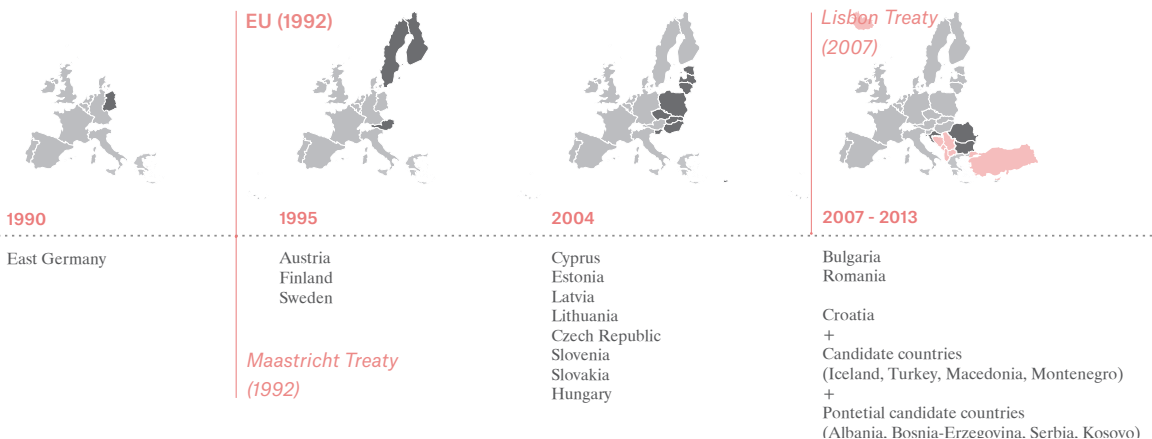 EU (1992)
Lisbon Treaty
(2007)
1990
1995
2004
2007 - 2013
East Germany
Austria
Finland
Sweden
Cyprus
Estonia
Latvia
Lithuania
Czech Republic
Slovenia
Slovakia
Hungary
Bulgaria
Romania
Croatia
+
Candidate countries
(Iceland, Turkey, Macedonia, Montenegro)
+
Pontetial candidate countries
(Albania, Bosnia-Erzegovina, Serbia, Kosovo)
Maastricht Treaty
(1992)